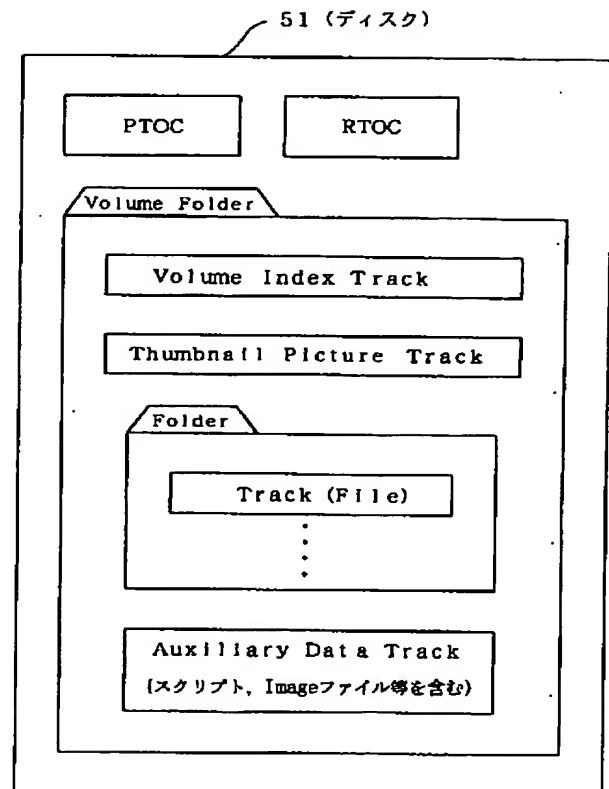 51 (ディスク)
PTOC
RTOC
Volume Folder
Volume Index Track
Thumbnail Picture Track
Folder
Track (File)
Auxiliary Data Track
(スクリプト, Imageファイル等を含む)